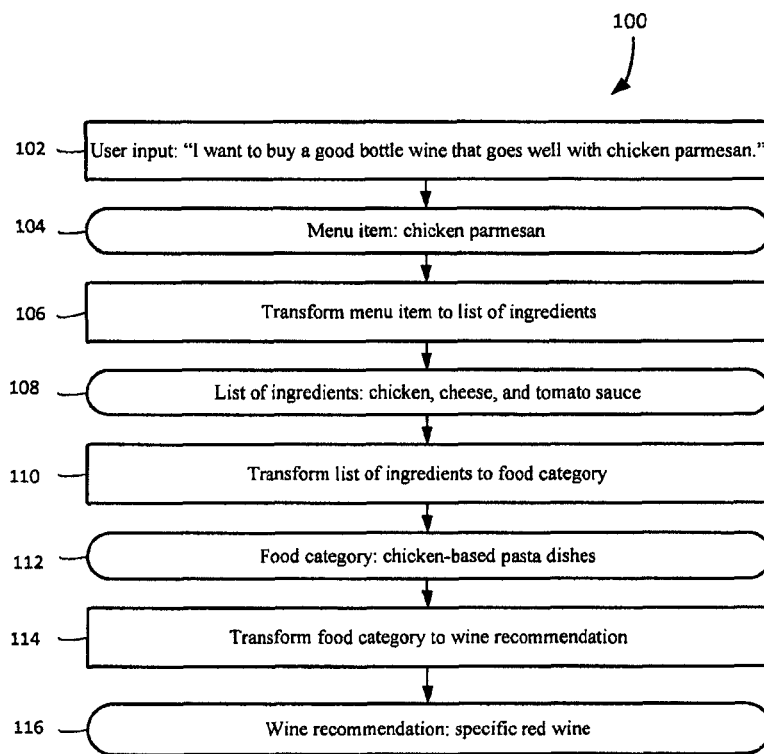 100
102 User input: “I want to buy a good bottle wine that goes well with chicken parmesan.”
104 Menu item: chicken parmesan
106 Transform menu item to list of ingredients
108 List of ingredients: chicken, cheese, and tomato sauce
110 Transform list of ingredients to food category
112 Food category: chicken-based pasta dishes
114 Transform food category to wine recommendation
116 Wine recommendation: specific red wine